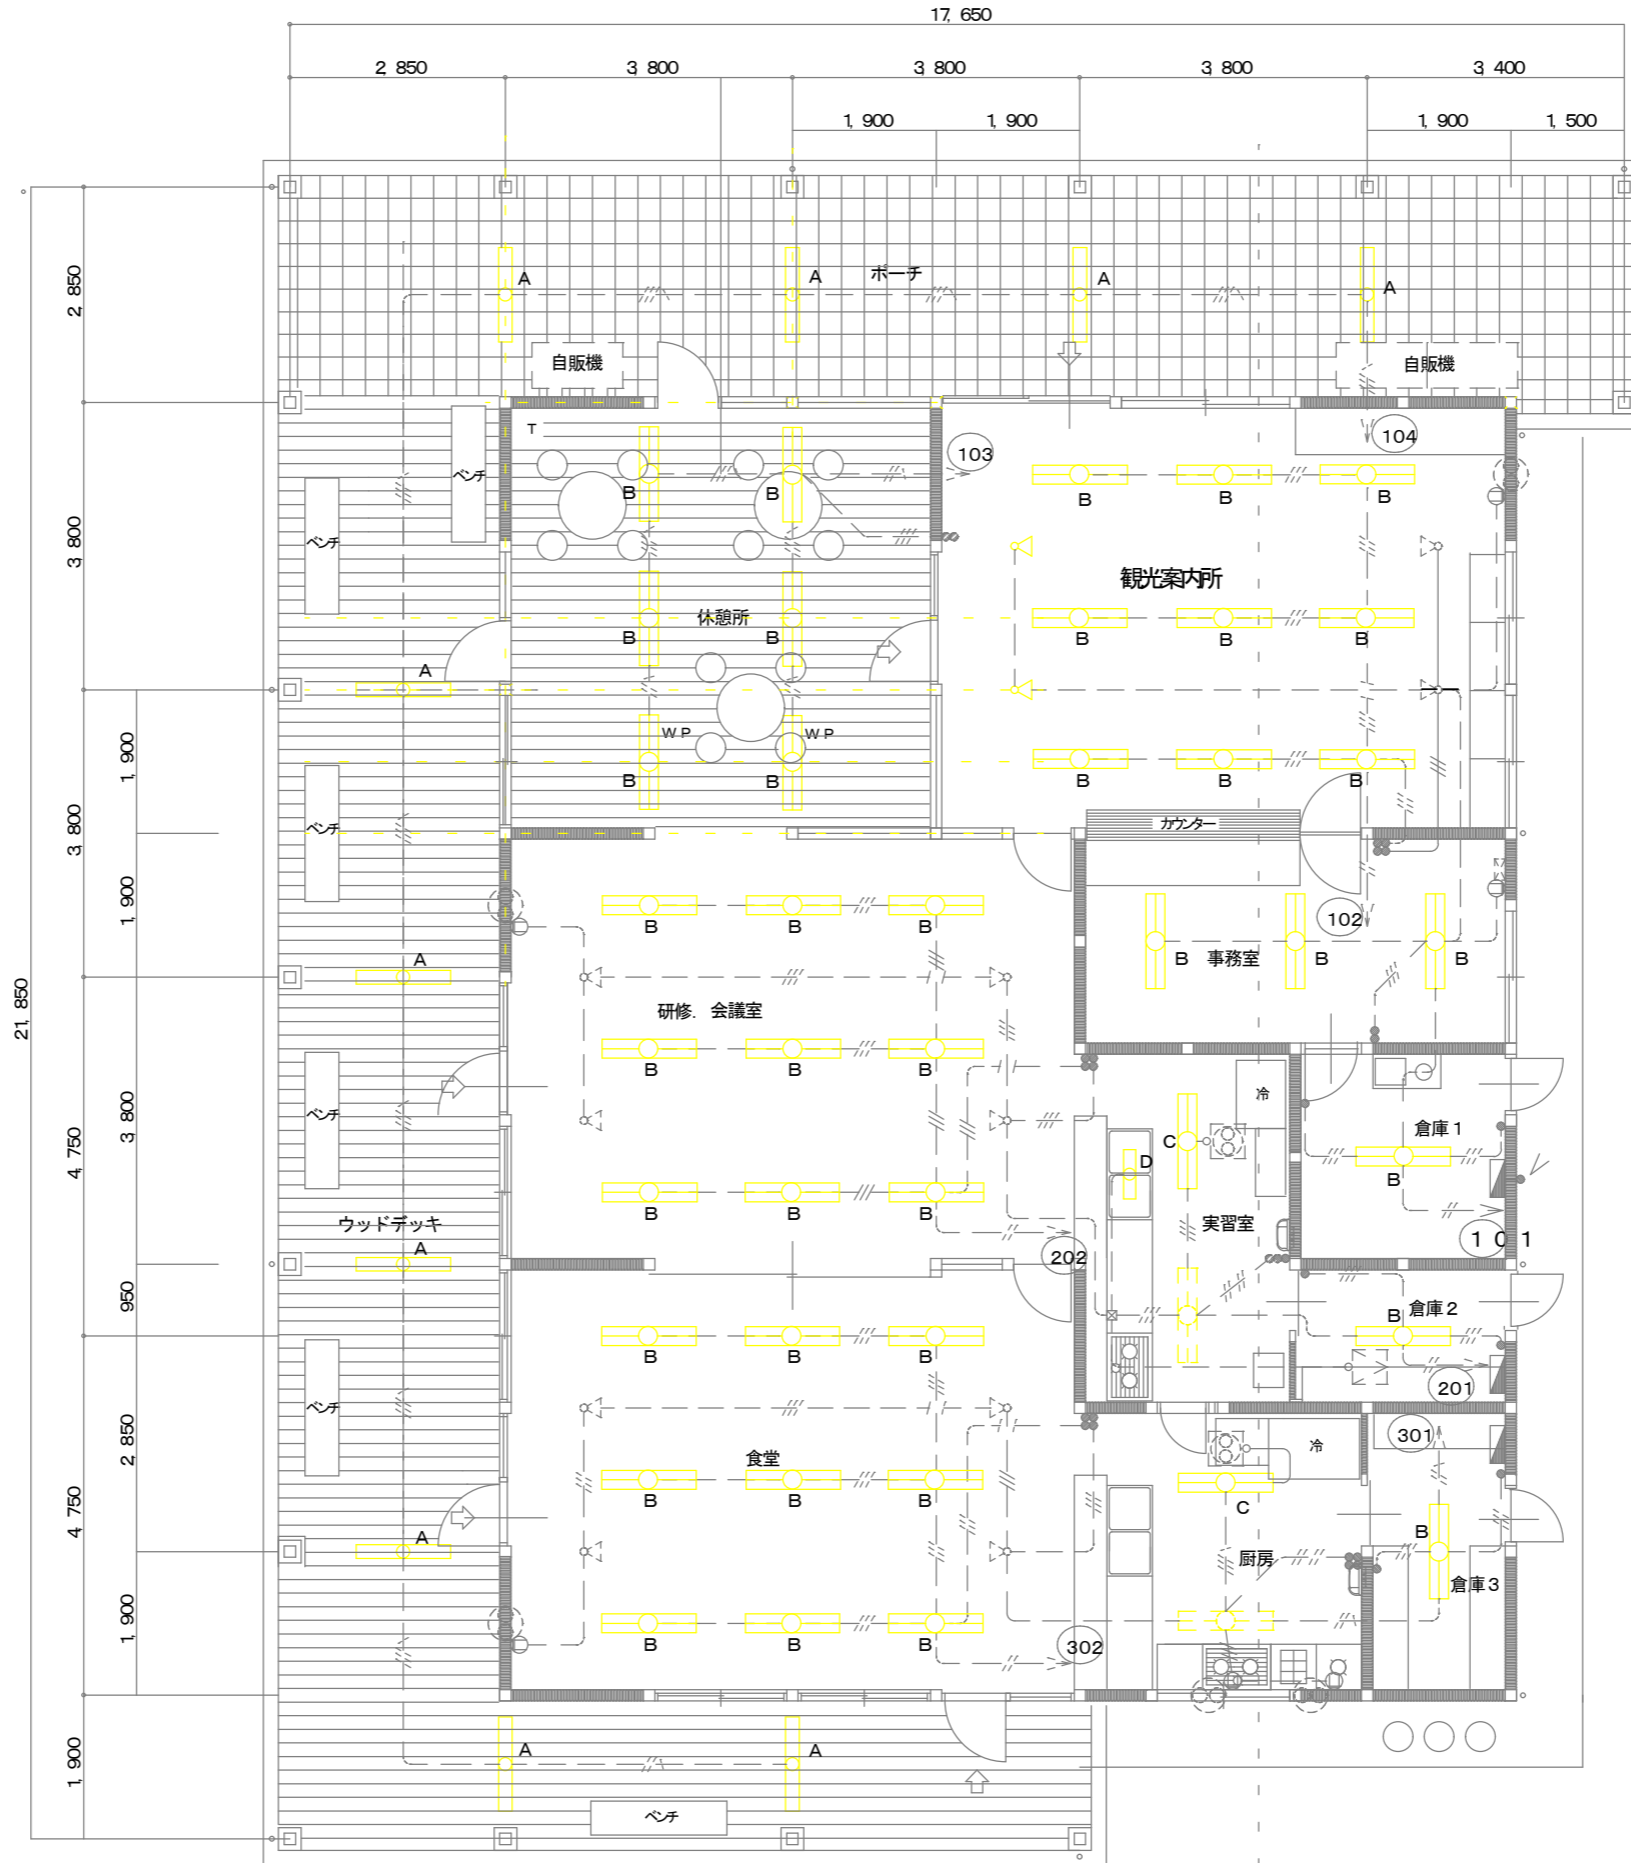 17,650
2,850 3,800 3,800 3,800 3,400
1,900 1,900 1,900 1,500
2,850
A A ポーチ A A
自販機 自販機
T
103 104
ベンチ
B B B B B
3,800
ベンチ
観光案内所
休憩所
B B B B B
A
WP WP
1,900
B B B B B
カウンター
ベンチ
3,800
21,850
1,900
B B B 102
B 事務室 B B
A
研修．会議室
B B B
3,800
ベンチ
冷
倉庫1
C
D
4,750
B
B B B
ウッドデッキ
実習室
A
202
101
950
倉庫2
B
B B B
201
ベンチ
301
冷
2,850
食堂
B B B
C
4,750
A
B
厨房
倉庫3
1,900
B B B
302
1,900
A A
ベンチ